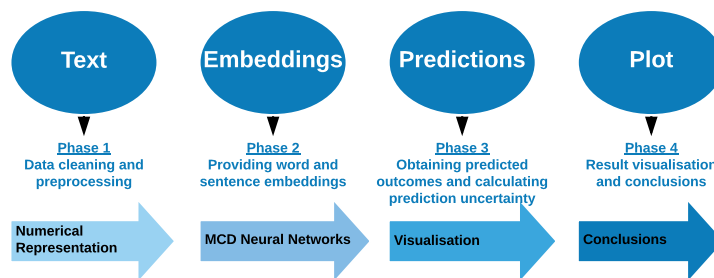 Text
Embeddings
Predictions
Plot
Phase 1
Data cleaning and
preprocessing
Phase 2
Providing word and
sentence embeddings
Phase 3
Obtaining predicted
outcomes and calculating
prediction uncertainty
Phase 4
Result visualisation
and conclusions
Numerical
Representation
MCD Neural Networks
Visualisation
Conclusions